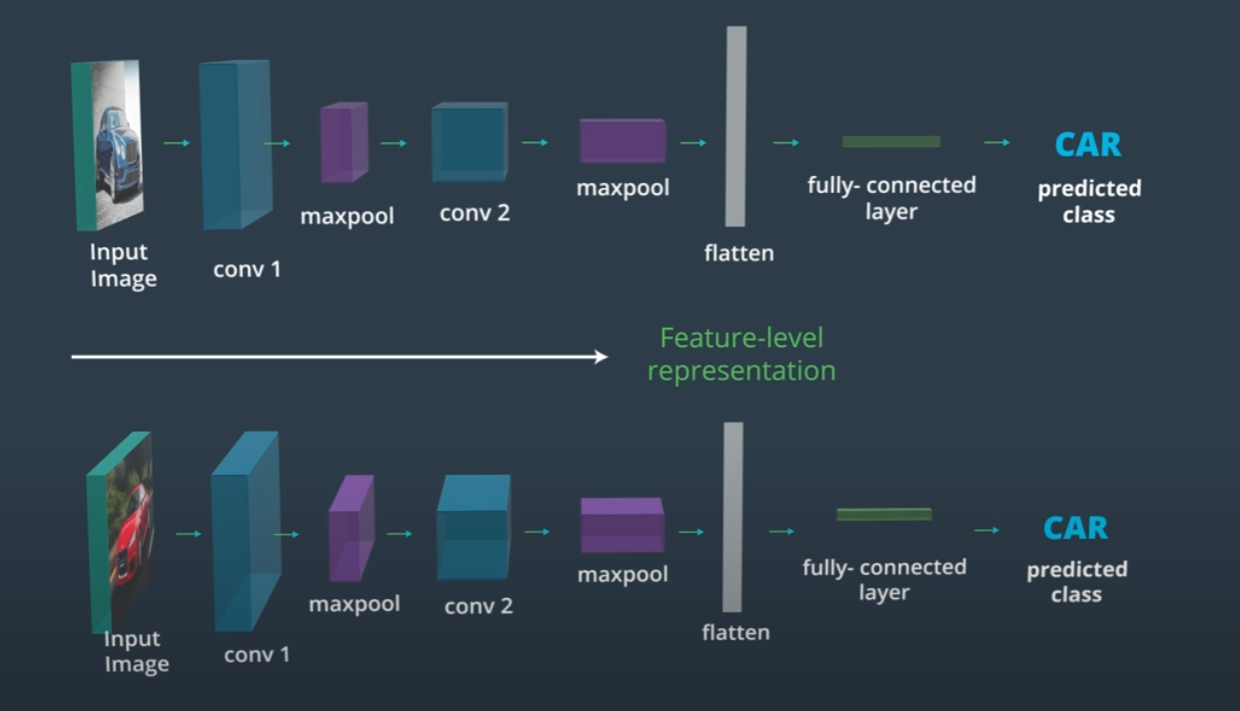 Input
Image
conv 1
maxpool
conv 2
maxpool
flatten
fully- connected
layer
CAR
predicted
class
Feature-level
representation
Input
Image
conv 1
maxpool
conv 2
maxpool
flatten
fully- connected
layer
CAR
predicted
class